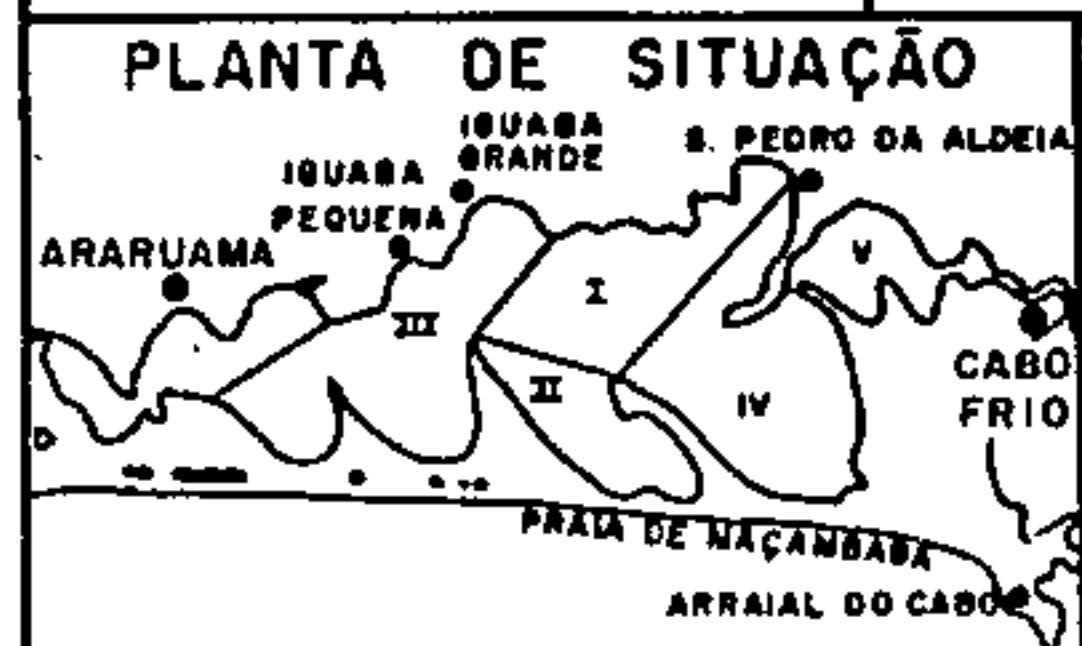 PLANTA DE SITUAÇÃO
IGUABA
GRANDE
S. PEDRO DA ALDEIA
IGUABA
PEQUENA
ARARUAMA
V
I
III
II
IV
CABO
FRIO
PRAIA DE MAÇAMBABA
ARRAIAL DO CABO